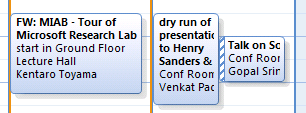 FW: MIAB - Tour of
Microsoft Research Lab
start in Ground Floor
Lecture Hall
Kentaro Toyama
dry run of
presentatio
to Henry
Sanders &
Conf Room
Venkat Pad
Talk on Sc
Conf Room
Gopal Srin